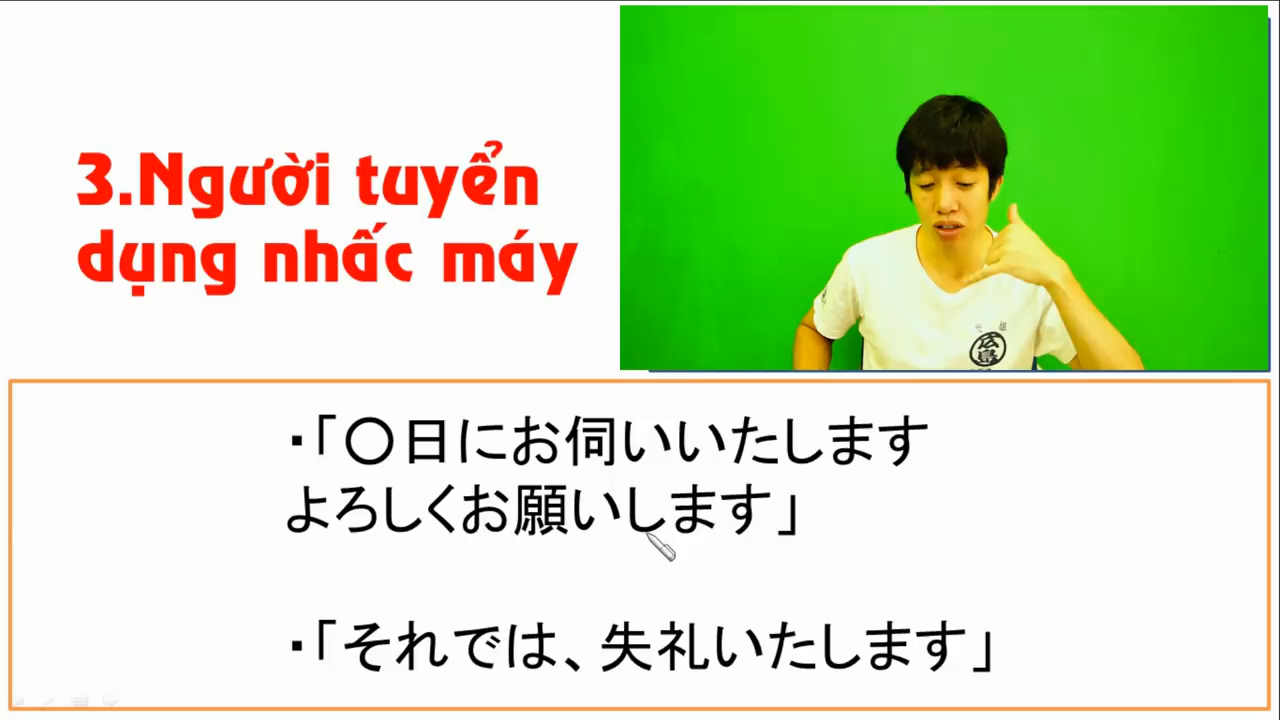 3.Người tuyển
dụng nhấc máy
広島
・「〇日にお伺いいたします
よろしくお願いします」
・「それでは、失礼いたします」